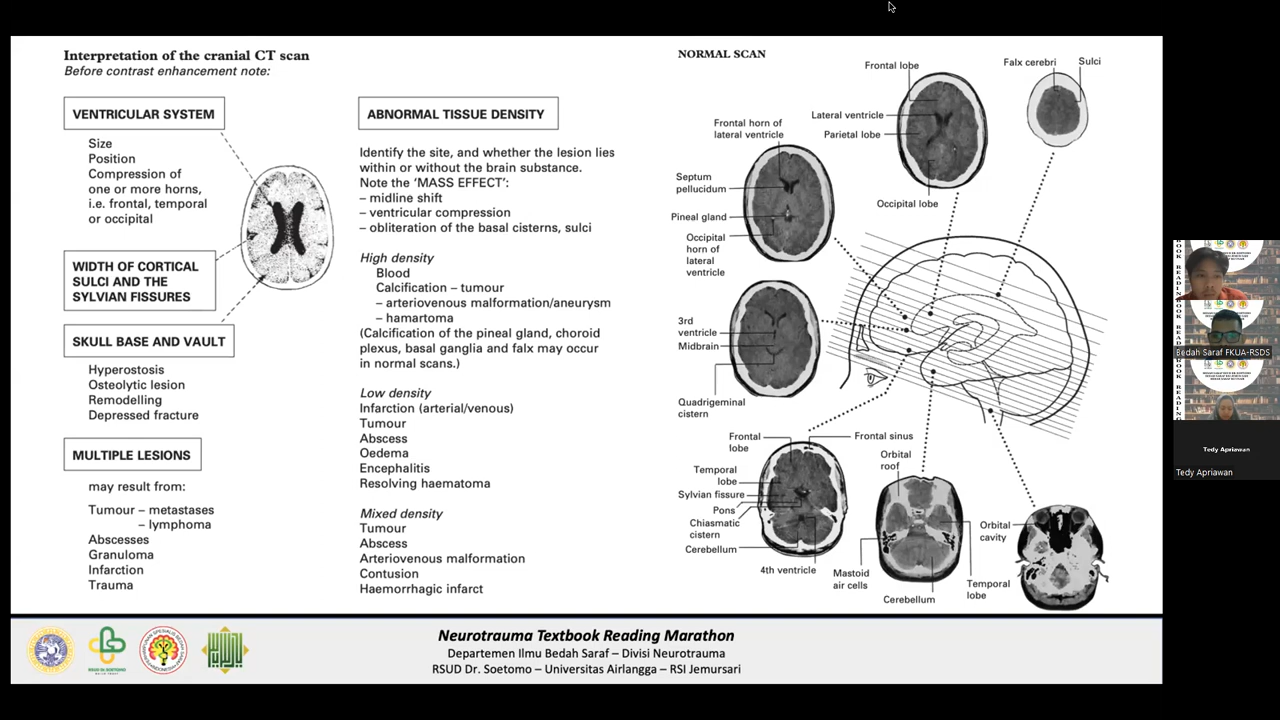 Interpretation of the cranial CT scan
Before contrast enhancement note:
VENTRICULAR SYSTEM
Size
Position
Compression of
one or more horns,
i.e. frontal, temporal
or occipital
WIDTH OF CORTICAL
SULCI AND THE
SYLVIAN FISSURES
SKULL BASE AND VAULT
Hyperostosis
Osteolytic lesion
Remodelling
Depressed fracture
MULTIPLE LESIONS
may result from:
Tumour – metastases
– lymphoma
Abscesses
Granuloma
Infarction
Trauma
ABNORMAL TISSUE DENSITY
Identify the site, and whether the lesion lies
within or without the brain substance.
Note the ‘MASS EFFECT’:
– midline shift
– ventricular compression
– obliteration of the basal cisterns, sulci
High density
Blood
Calcification – tumour
– arteriovenous malformation/aneurysm
– hamartoma
(Calcification of the pineal gland, choroid
plexus, basal ganglia and falx may occur
in normal scans.)
Low density
Infarction (arterial/venous)
Tumour
Abscess
Oedema
Encephalitis
Resolving haematoma
Mixed density
Tumour
Abscess
Arteriovenous malformation
Contusion
Haemorrhagic infarct
NORMAL SCAN
Frontal lobe
Lateral ventricle
Parietal lobe
Occipital lobe
Falx cerebri
Sulci
Frontal horn of
lateral ventricle
Septum
pellucidum
Pineal gland
Occipital
horn of
lateral
ventricle
3rd
ventricle
Midbrain
Quadrigeminal
cistern
Frontal
lobe
Frontal sinus
Temporal
lobe
Sylvian fissure
Pons
Chiasmatic
cistern
Cerebellum
4th ventricle
Orbital
roof
Mastoid
air cells
Cerebellum
Temporal
lobe
Orbital
cavity
Neurotrauma Textbook Reading Marathon
Departemen Ilmu Bedah Saraf – Divisi Neurotrauma
RSUD Dr. Soetomo – Universitas Airlangga – RSI Jemursari
RSUD Dr. SOETOMO
Bedah Saraf FKUA-RSDS
Tedy Apriawan
Tedy Apriawan